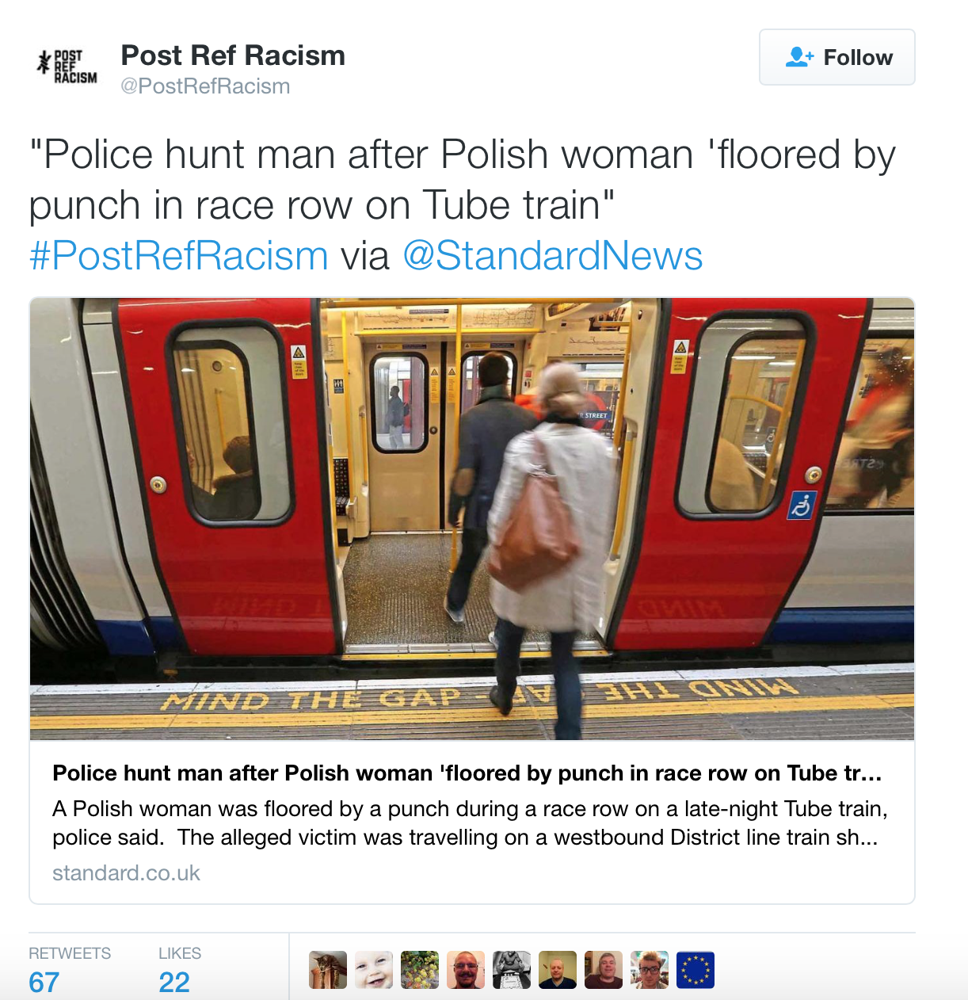 POST
REF
RACISM
Post Ref Racism
@PostRefRacism
Follow
"Police hunt man after Polish woman 'floored by
punch in race row on Tube train"
#PostRefRacism via @StandardNews
STREET
MIND THE GAP -
MIND THE
Police hunt man after Polish woman 'floored by punch in race row on Tube tr...
A Polish woman was floored by a punch during a race row on a late-night Tube train,
police said. The alleged victim was travelling on a westbound District line train sh...
standard.co.uk
RETWEETS
67
LIKES
22